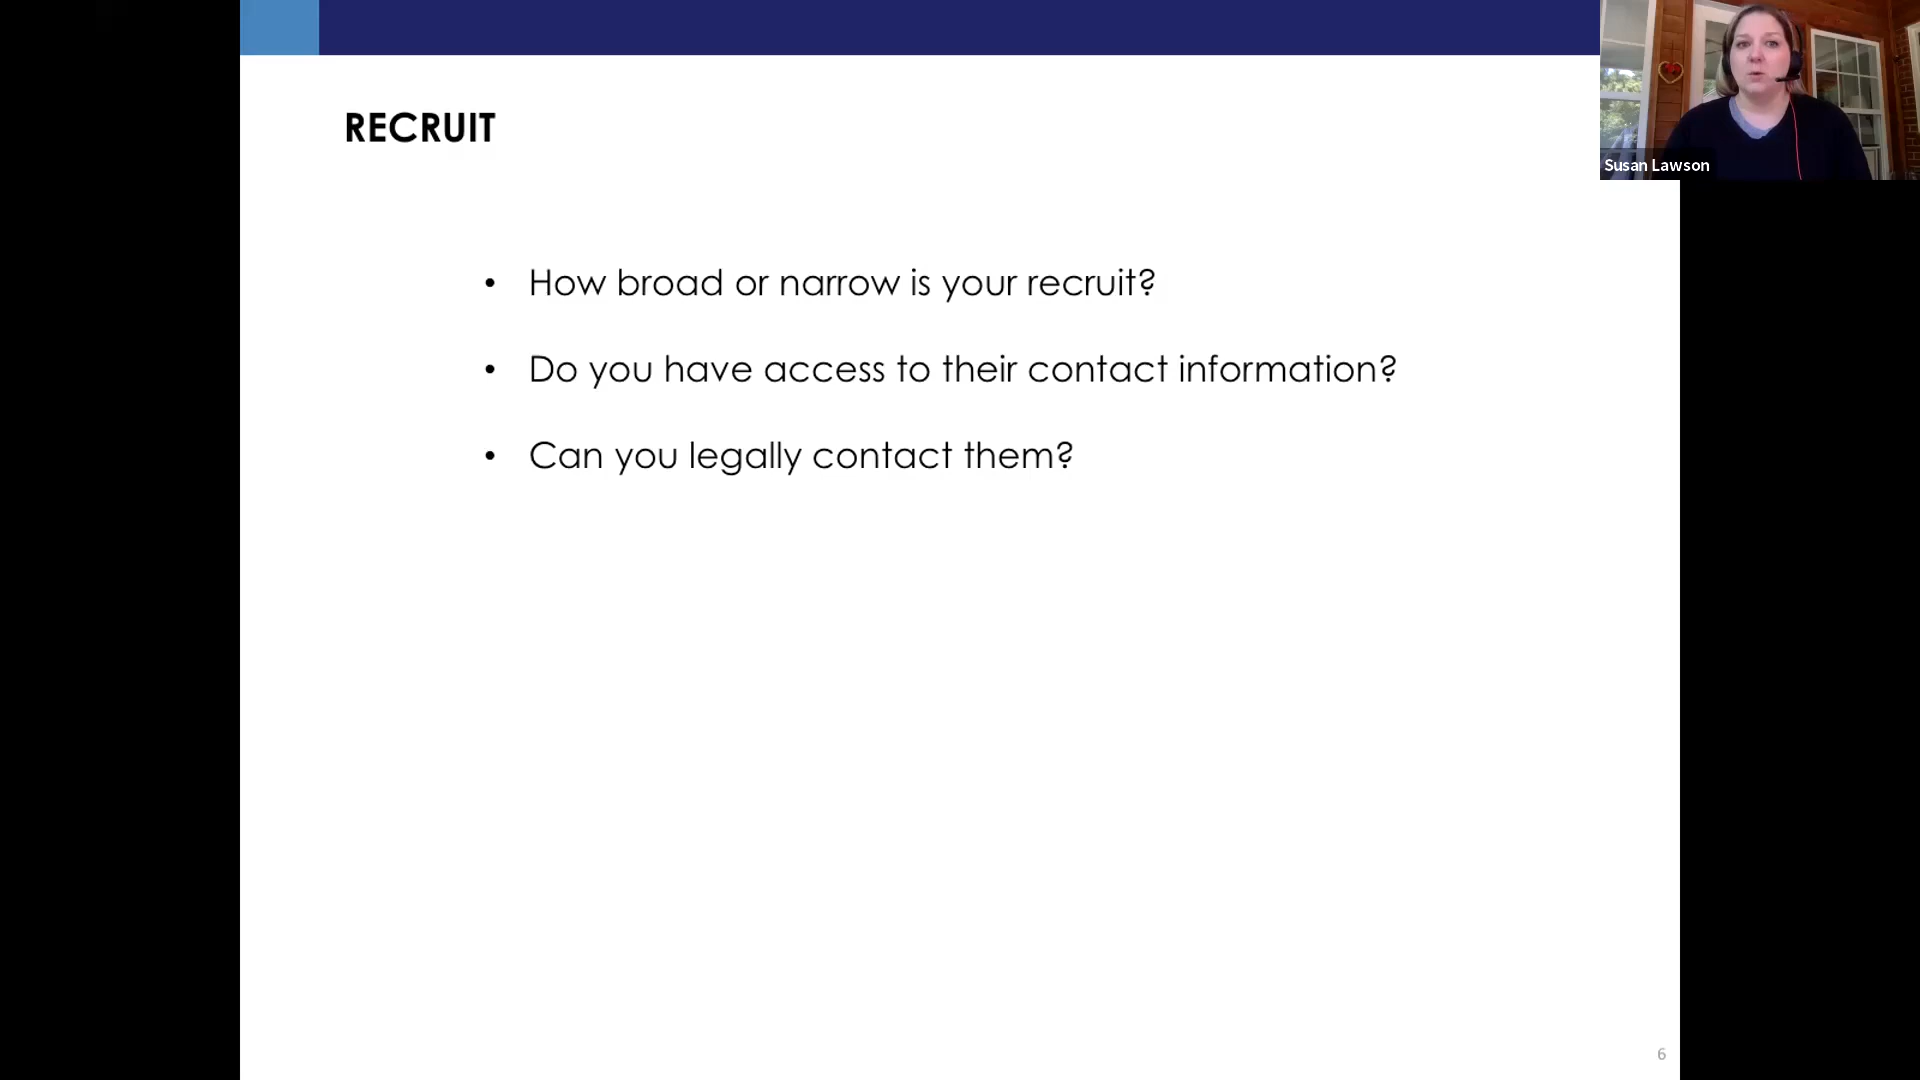 RECRUIT
Susan Lawson
• How broad or narrow is your recruit?
• Do you have access to their contact information?
• Can you legally contact them?
6